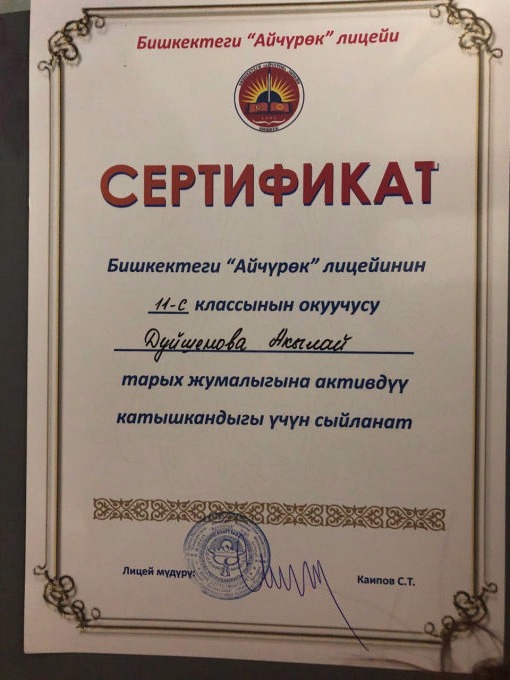 Бишкектеги “Айчүрөк” лицейи
СЕРТИФИКАТ
Бишкектеги “Айчүрөк” лицейинин
11-с классынын окуучусу
Дуйшенова Акылай
тарых жумалыгына активдүү
катышкандыгы үчүн сыйланат
Лицей мүдүрү:
Каипов С.Т.